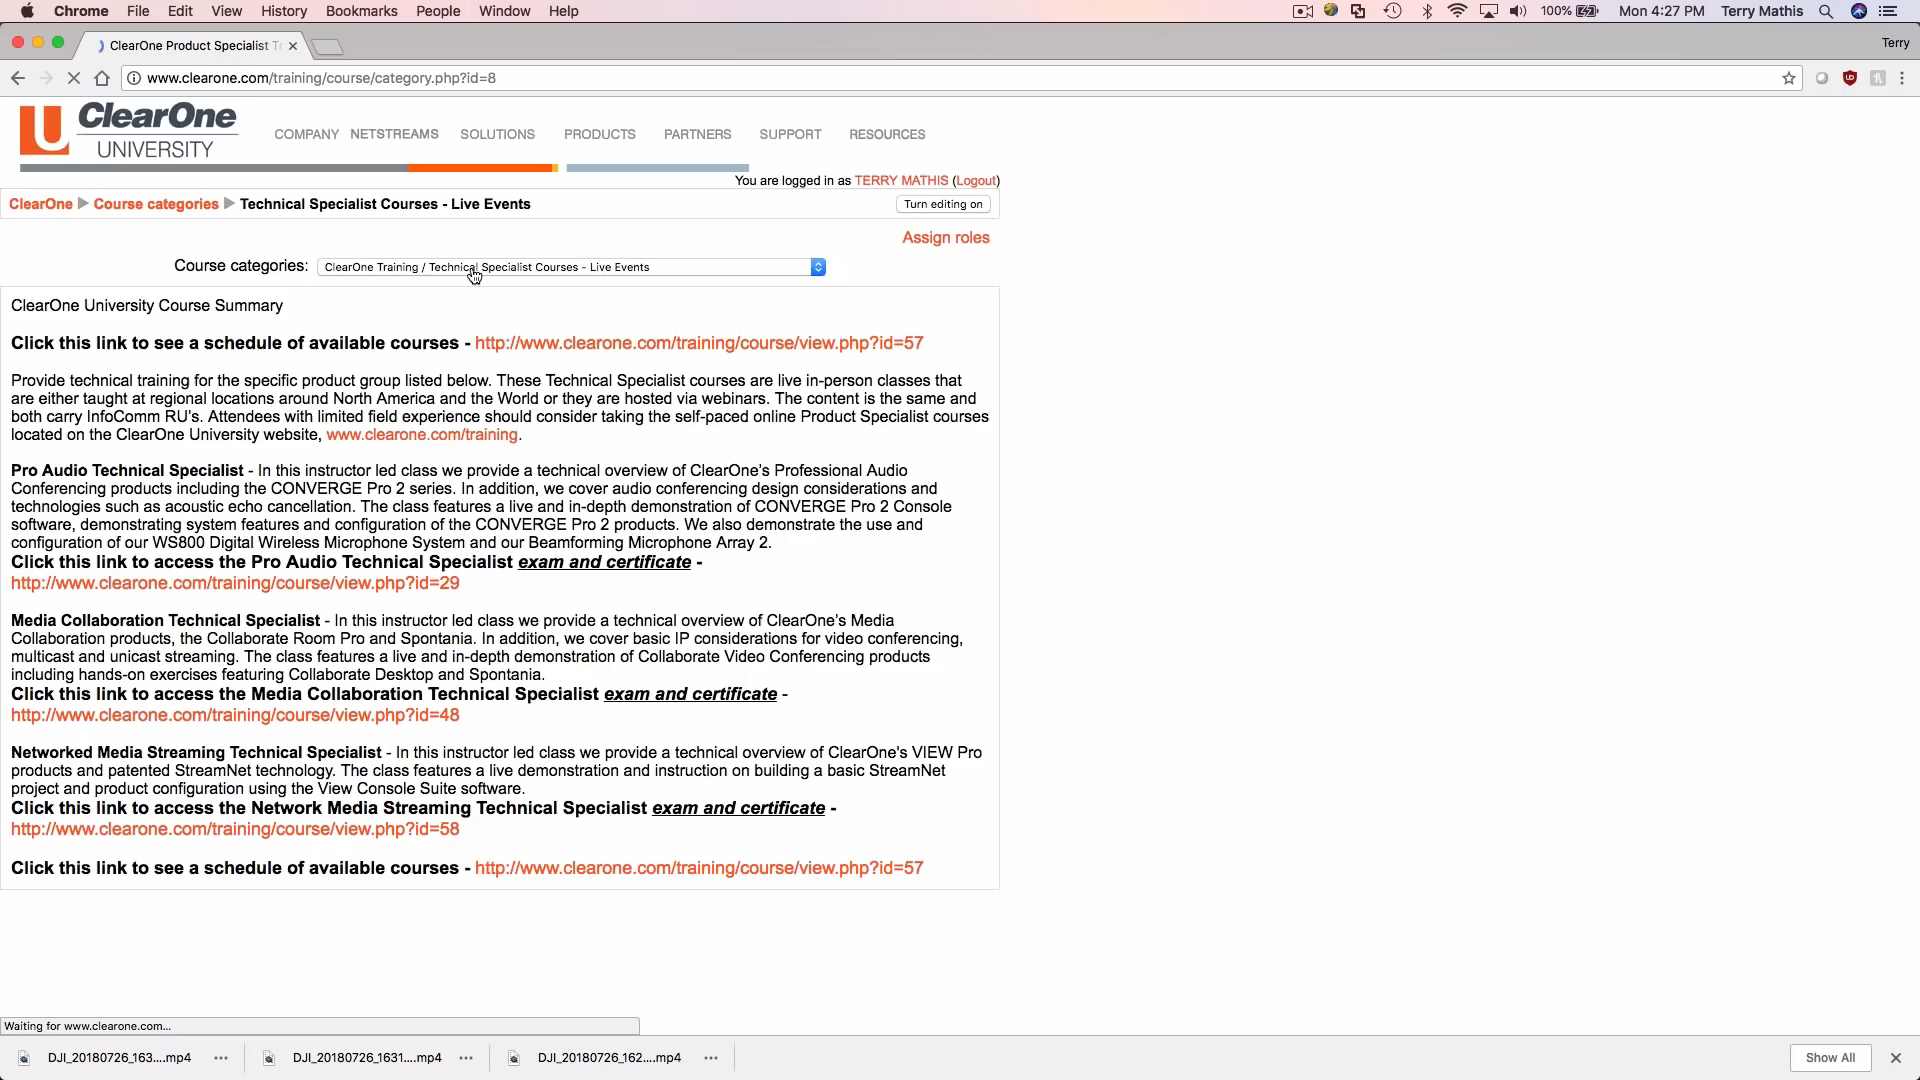 Chrome File Edit View History Bookmarks People Window Help 100% Mon 4:27 PM Terry Mathis
ClearOne Product Specialist T Terry
www.clearone.com/training/course/category.php?id=8
ClearOne
UNIVERSITY
COMPANY NETSTREAMS SOLUTIONS PRODUCTS PARTNERS SUPPORT RESOURCES
You are logged in as TERRY MATHIS (Logout)
ClearOne Course categories Technical Specialist Courses - Live Events Turn editing on
Assign roles
Course categories: ClearOne Training / Technical Specialist Courses - Live Events
ClearOne University Course Summary
Click this link to see a schedule of available courses - http://www.clearone.com/training/course/view.php?id=57
Provide technical training for the specific product group listed below. These Technical Specialist courses are live in-person classes that
are either taught at regional locations around North America and the World or they are hosted via webinars. The content is the same and
both carry InfoComm RU's. Attendees with limited field experience should consider taking the self-paced online Product Specialist courses
located on the ClearOne University website, www.clearone.com/training.
Pro Audio Technical Specialist - In this instructor led class we provide a technical overview of ClearOne's Professional Audio
Conferencing products including the CONVERGE Pro 2 series. In addition, we cover audio conferencing design considerations and
technologies such as acoustic echo cancellation. The class features a live and in-depth demonstration of CONVERGE Pro 2 Console
software, demonstrating system features and configuration of the CONVERGE Pro 2 products. We also demonstrate the use and
configuration of our WS800 Digital Wireless Microphone System and our Beamforming Microphone Array 2.
Click this link to access the Pro Audio Technical Specialist exam and certificate -
http://www.clearone.com/training/course/view.php?id=29
Media Collaboration Technical Specialist - In this instructor led class we provide a technical overview of ClearOne's Media
Collaboration products, the Collaborate Room Pro and Spontania. In addition, we cover basic IP considerations for video conferencing,
multicast and unicast streaming. The class features a live and in-depth demonstration of Collaborate Video Conferencing products
including hands-on exercises featuring Collaborate Desktop and Spontania.
Click this link to access the Media Collaboration Technical Specialist exam and certificate -
http://www.clearone.com/training/course/view.php?id=48
Networked Media Streaming Technical Specialist - In this instructor led class we provide a technical overview of ClearOne's VIEW Pro
products and patented StreamNet technology. The class features a live demonstration and instruction on building a basic StreamNet
project and product configuration using the View Console Suite software.
Click this link to access the Network Media Streaming Technical Specialist exam and certificate -
http://www.clearone.com/training/course/view.php?id=58
Click this link to see a schedule of available courses - http://www.clearone.com/training/course/view.php?id=57
Waiting for www.clearone.com...
DJI_20180726_163....mp4 DJI_20180726_1631....mp4 DJI_20180726_162....mp4 Show All